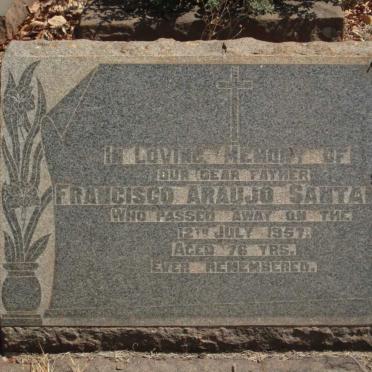 IN LOVING MEMORY OF
OUR DEAR FATHER
FRANCISCO ARAUJO SANTA
WHO PASSED AWAY ON THE
12TH JULY 1957.
AGED 76 YRS.
EVER REMEMBERED.